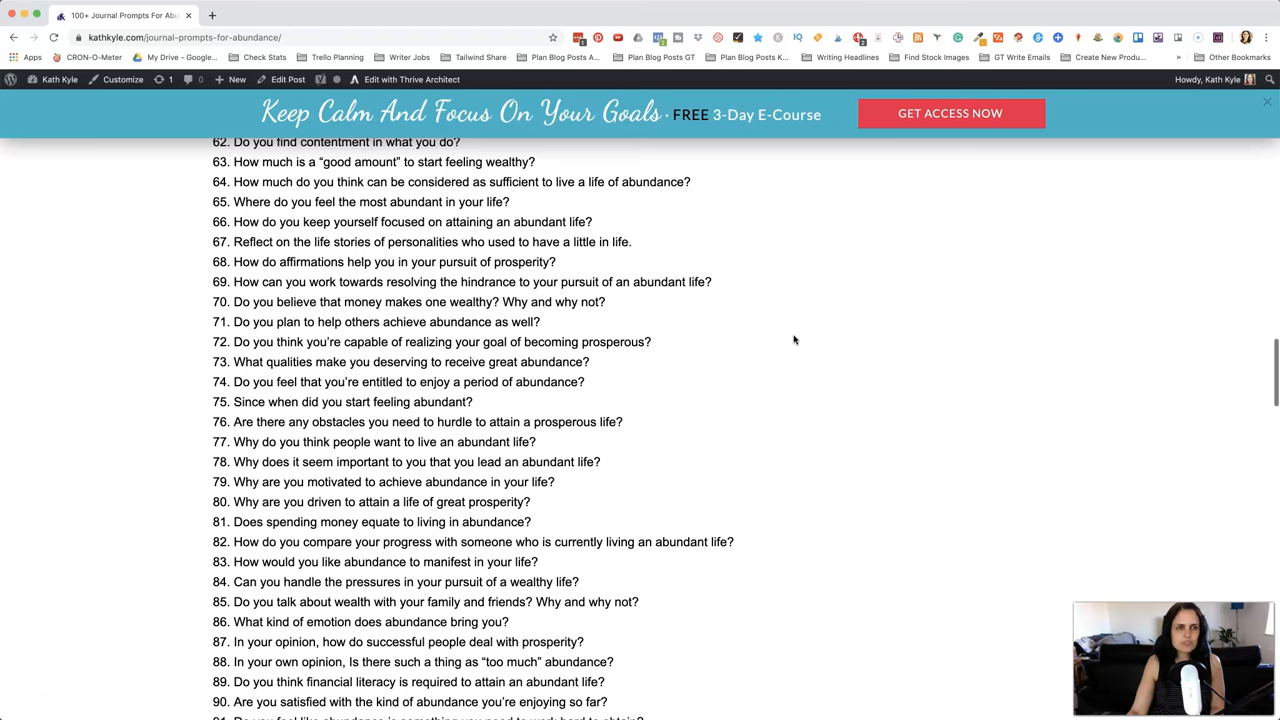 100+ Journal Prompts For Abu
kathkyle.com/journal-prompts-for-abundance/
Apps
CRON-O-Meter
My Drive - Google...
Check Stats
Trello Planning
Writer Jobs
Tailwind Share
Plan Blog Posts A...
Plan Blog Posts GT
Plan Blog Posts K...
Writing Headlines
Find Stock Images
GT Write Emails
Create New Produ...
»
Other Bookmarks
Kath Kyle
Customize
1
0
New
Edit Post
Edit with Thrive Architect
Howdy, Kath Kyle
Keep Calm And Focus On Your Goals · FREE 3-Day E-Course
GET ACCESS NOW
62. Do you find contentment in what you do?
63. How much is a “good amount” to start feeling wealthy?
64. How much do you think can be considered as sufficient to live a life of abundance?
65. Where do you feel the most abundant in your life?
66. How do you keep yourself focused on attaining an abundant life?
67. Reflect on the life stories of personalities who used to have a little in life.
68. How do affirmations help you in your pursuit of prosperity?
69. How can you work towards resolving the hindrance to your pursuit of an abundant life?
70. Do you believe that money makes one wealthy? Why and why not?
71. Do you plan to help others achieve abundance as well?
72. Do you think you’re capable of realizing your goal of becoming prosperous?
73. What qualities make you deserving to receive great abundance?
74. Do you feel that you’re entitled to enjoy a period of abundance?
75. Since when did you start feeling abundant?
76. Are there any obstacles you need to hurdle to attain a prosperous life?
77. Why do you think people want to live an abundant life?
78. Why does it seem important to you that you lead an abundant life?
79. Why are you motivated to achieve abundance in your life?
80. Why are you driven to attain a life of great prosperity?
81. Does spending money equate to living in abundance?
82. How do you compare your progress with someone who is currently living an abundant life?
83. How would you like abundance to manifest in your life?
84. Can you handle the pressures in your pursuit of a wealthy life?
85. Do you talk about wealth with your family and friends? Why and why not?
86. What kind of emotion does abundance bring you?
87. In your opinion, how do successful people deal with prosperity?
88. In your own opinion, Is there such a thing as “too much” abundance?
89. Do you think financial literacy is required to attain an abundant life?
90. Are you satisfied with the kind of abundance you’re enjoying so far?
91. Do you feel like abundance is something you need to work hard to obtain?